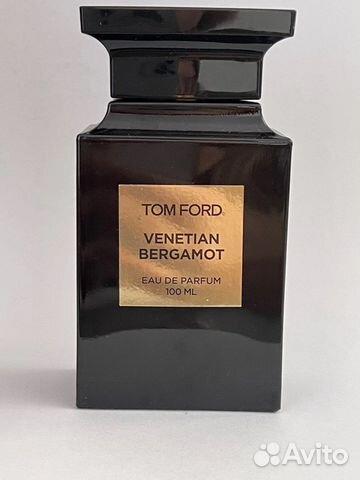 TOM FORD
VENETIAN
BERGAMOT
EAU DE PARFUM
100 ML
Avito